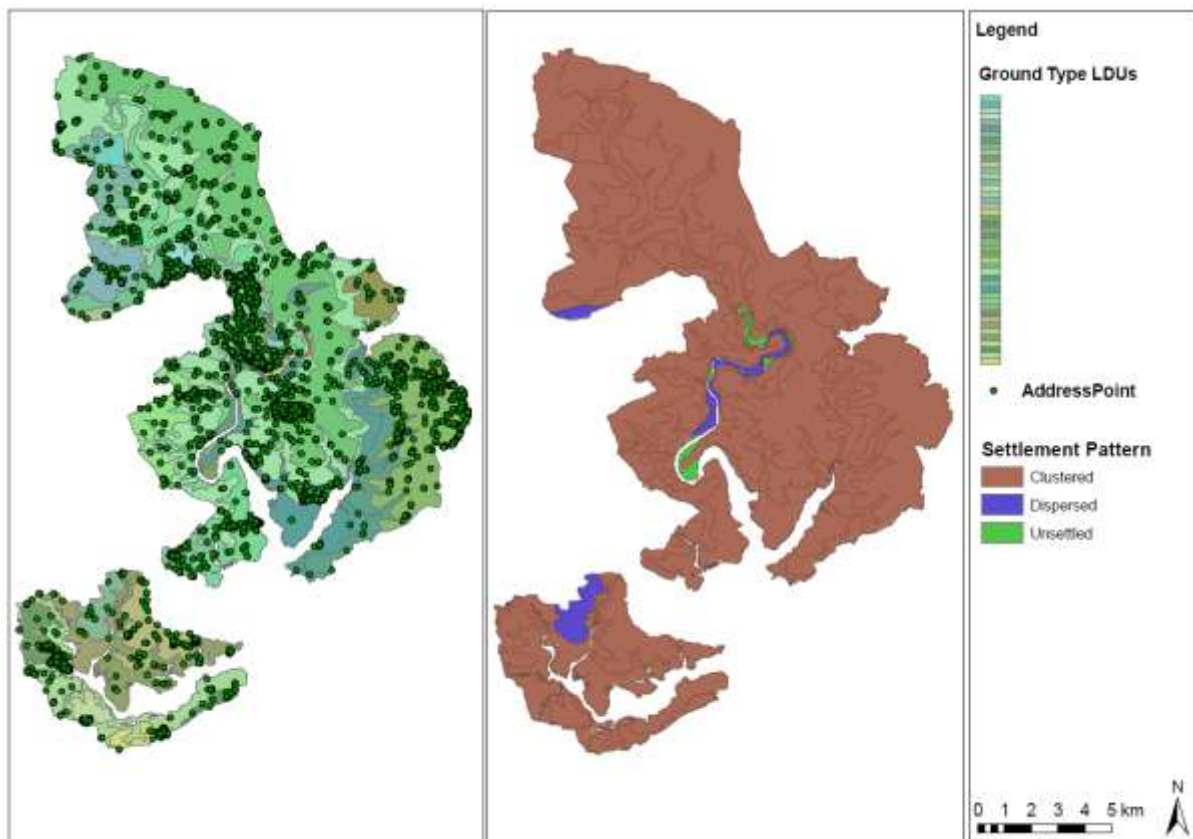 Legend
Ground Type LDUs
AddressPoint
Settlement Pattern
Clustered
Dispersed
Unsettled
N
0 1 2 3 4 5 km